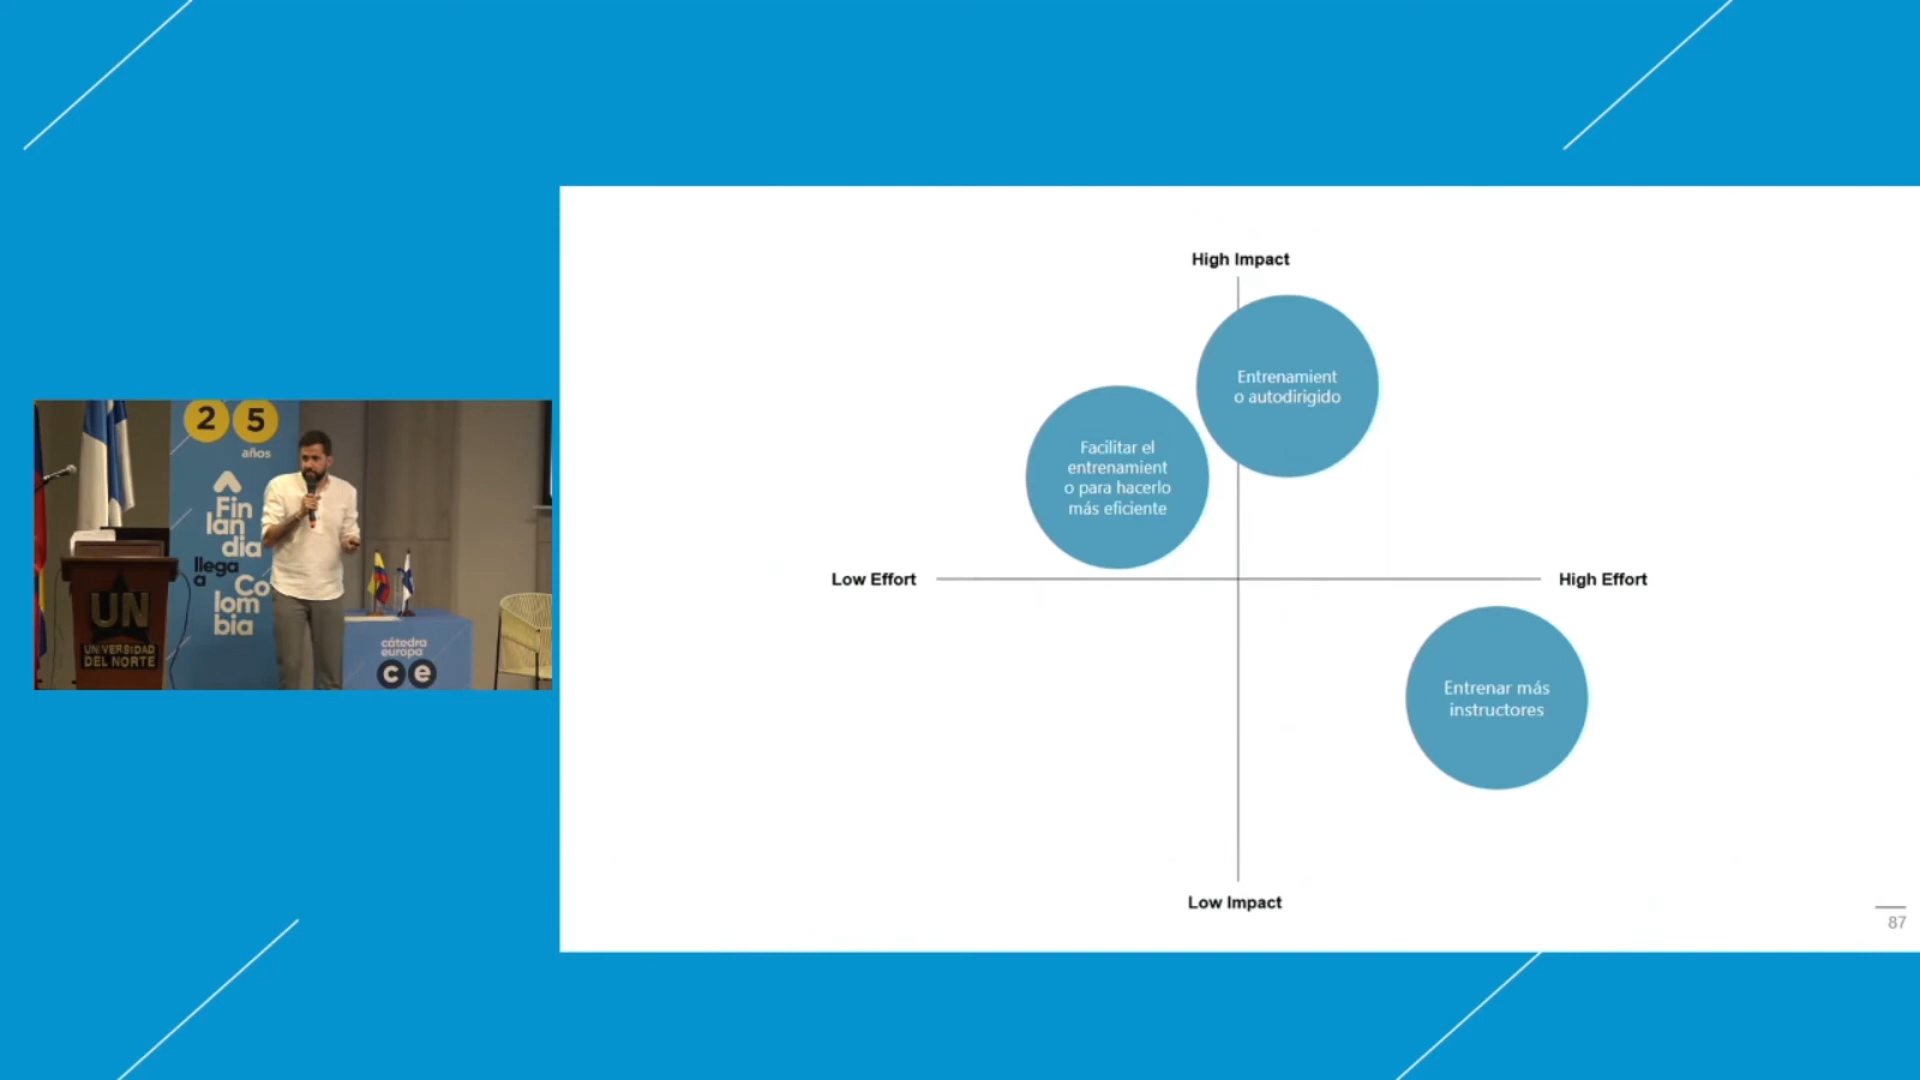 2 5
años
Fin
lan
dia
llega
a
Co
lom
bia
UN
UNIVERSIDAD
DEL NORTE
cátedra
europa
c e
High Impact
Entrenamient
o autodirigido
Facilitar el
entrenamient
o para hacerlo
más eficiente
Low Effort
High Effort
Entrenar más
instructores
Low Impact
87